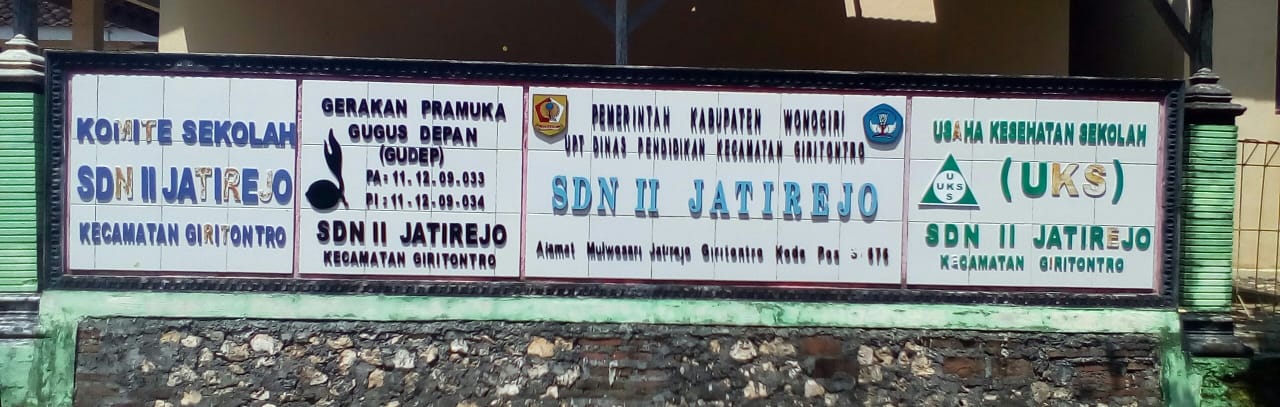 KOMITE SEKOLAH
SDN II JATIREJO
KECAMATAN GIRITONTRO
GERAKAN PRAMUKA
GUGUS DEPAN
(GUDEP)
PA: 11. 12. 09. 033
PI: 11. 12. 09. 034
SDN II JATIREJO
KECAMATAN GIRITONTRO
PEMERINTAH KABUPATEN WONOGIRI
UPT DINAS PENDIDIKAN KECAMATAN GIRITONTRO
SDN II JATIREJO
Alamat Mulwosari Jatirejo Giritontro Kode Pos 5 676
USAHA KESEHATAN SEKOLAH
U
UKS
S
(UKS)
SDN II JATIREJO
KECAMATAN GIRITONTRO